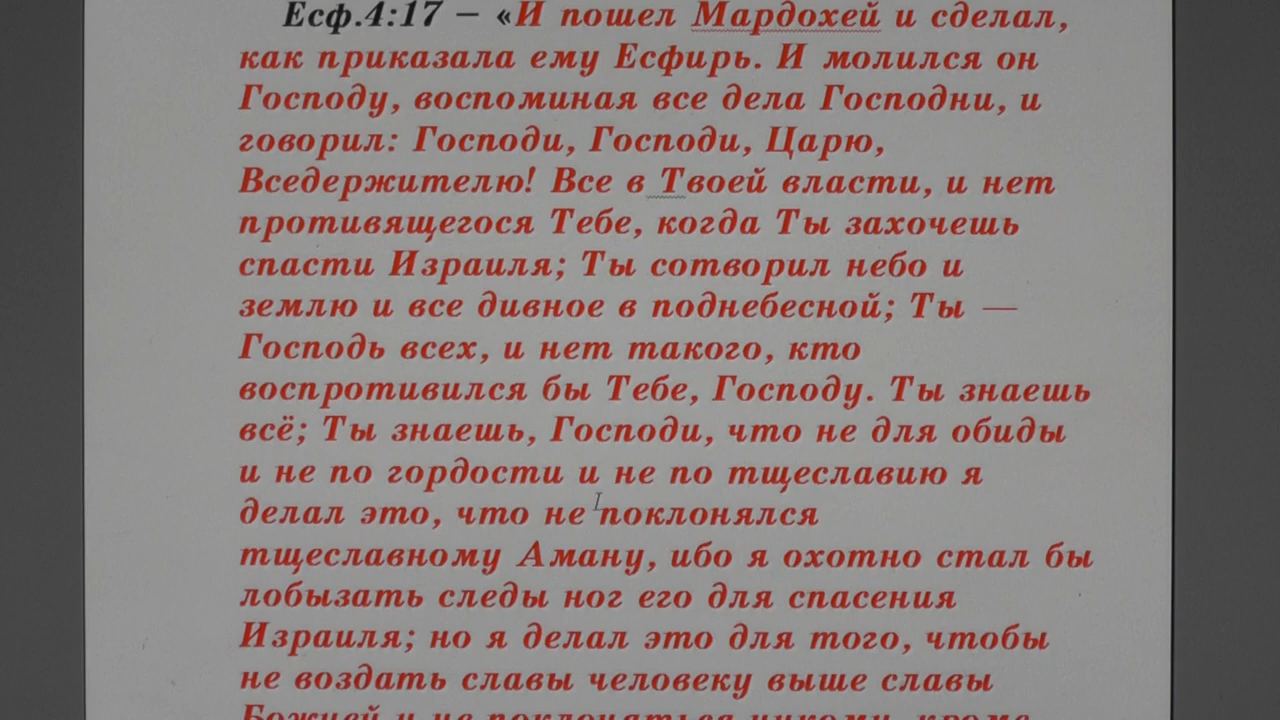 Есф.4:17 – «И пошел Мардохей и сделал,
как приказала ему Есфирь. И молился он
Господу, воспоминая все дела Господни, и
говорил: Господи, Господи, Царю,
Вседержителю! Все в Твоей власти, и нет
противящегося Тебе, когда Ты захочешь
спасти Израиля; Ты сотворил небо и
землю и все дивное в поднебесной; Ты —
Господь всех, и нет такого, кто
воспротивился бы Тебе, Господу. Ты знаешь
всё; Ты знаешь, Господи, что не для обиды
и не по гордости и не по тщеславию я
делал это, что не поклонялся
тщеславному Аману, ибо я охотно стал бы
лобызать следы ног его для спасения
Израиля; но я делал это для того, чтобы
не воздать славы человеку выше славы
Божией и не поклоняться никому, кроме